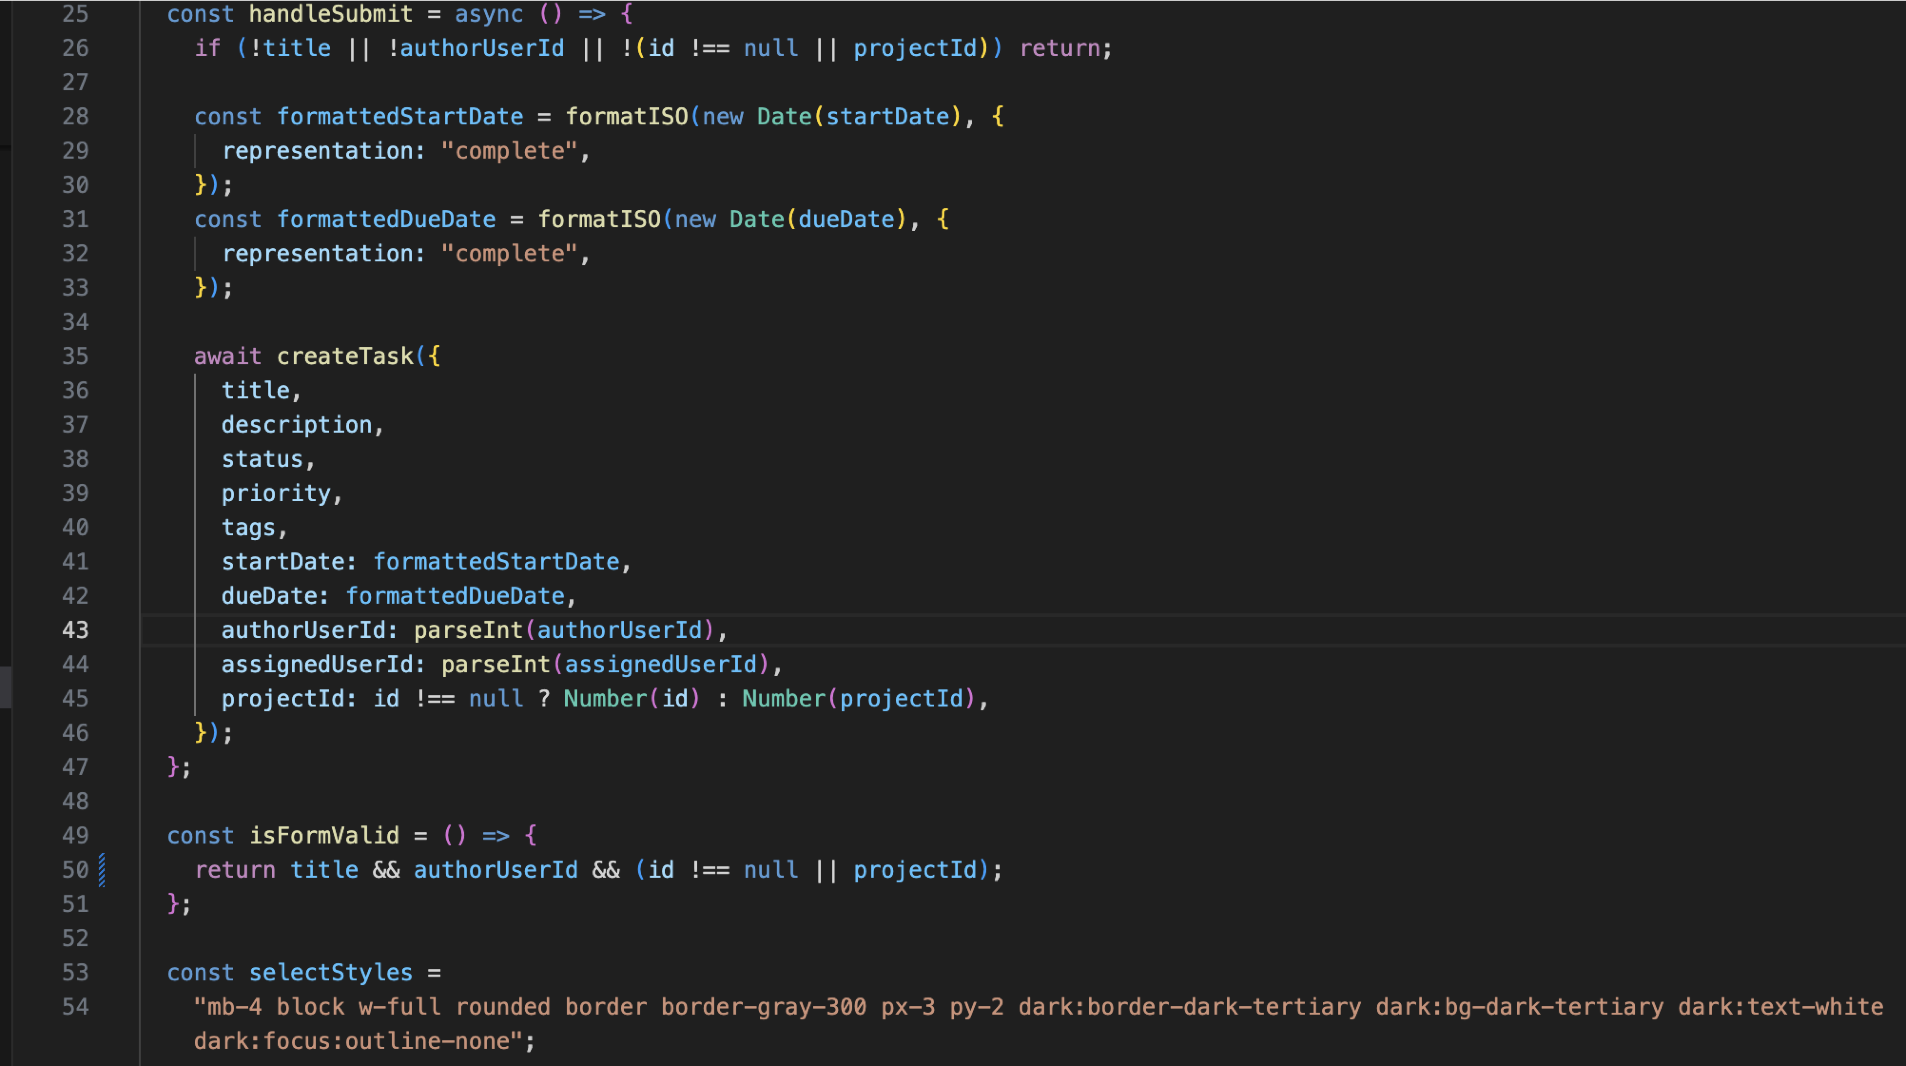 25 const handleSubmit = async () => {
26 if (!title || !authorUserId || !(id !== null || projectId)) return;
27
28 const formattedStartDate = formatISO(new Date(startDate), {
29 representation: "complete",
30 });
31 const formattedDueDate = formatISO(new Date(dueDate), {
32 representation: "complete",
33 });
34
35 await createTask({
36 title,
37 description,
38 status,
39 priority,
40 tags,
41 startDate: formattedStartDate,
42 dueDate: formattedDueDate,
43 authorUserId: parseInt(authorUserId),
44 assignedUserId: parseInt(assignedUserId),
45 projectId: id !== null ? Number(id) : Number(projectId),
46 });
47 };
48
49 const isFormValid = () => {
50 return title && authorUserId && (id !== null || projectId);
51 };
52
53 const selectStyles =
54 "mb-4 block w-full rounded border border-gray-300 px-3 py-2 dark:border-dark-tertiary dark:bg-dark-tertiary dark:text-white
dark:focus:outline-none";